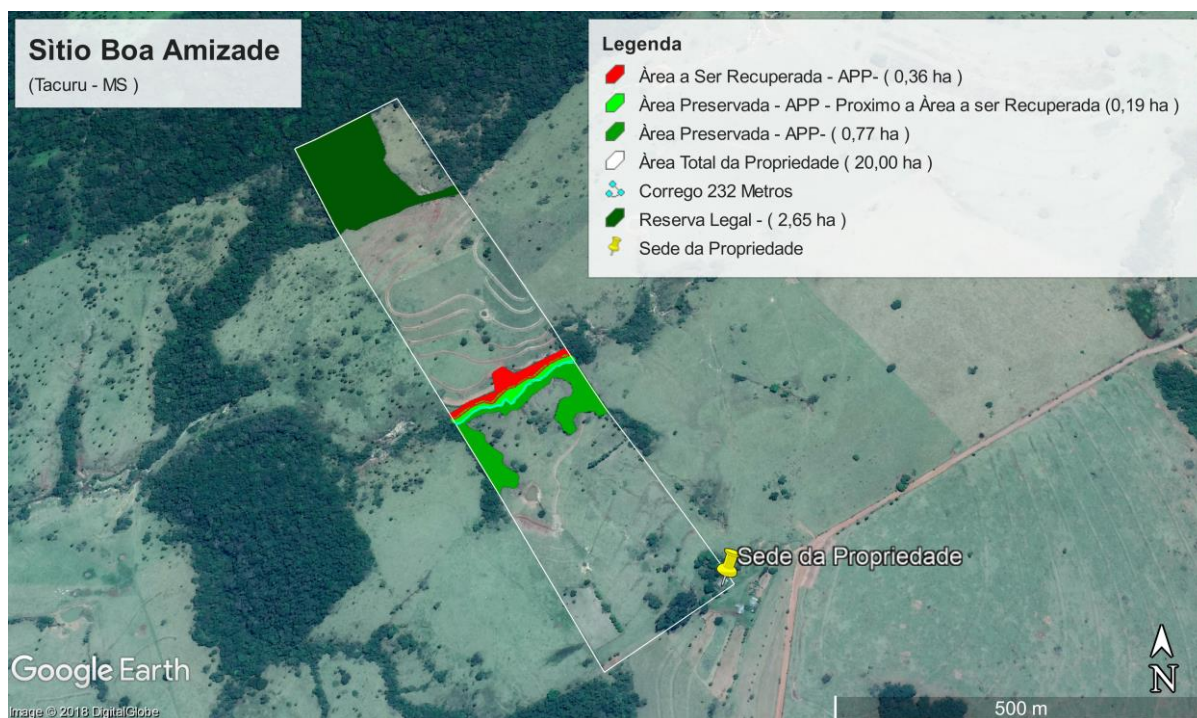 Sìtio Boa Amizade
(Tacuru - MS )
Legenda
Àrea a Ser Recuperada - APP- ( 0,36 ha )
Àrea Preservada - APP - Proximo a Àrea a ser Recuperada (0,19 ha )
Àrea Preservada - APP- ( 0,77 ha )
Àrea Total da Propriedade ( 20,00 ha )
Corrego 232 Metros
Reserva Legal - ( 2,65 ha )
Sede da Propriedade
Sede da Propriedade
Google Earth
Image © 2018 DigitalGlobe
N
500 m